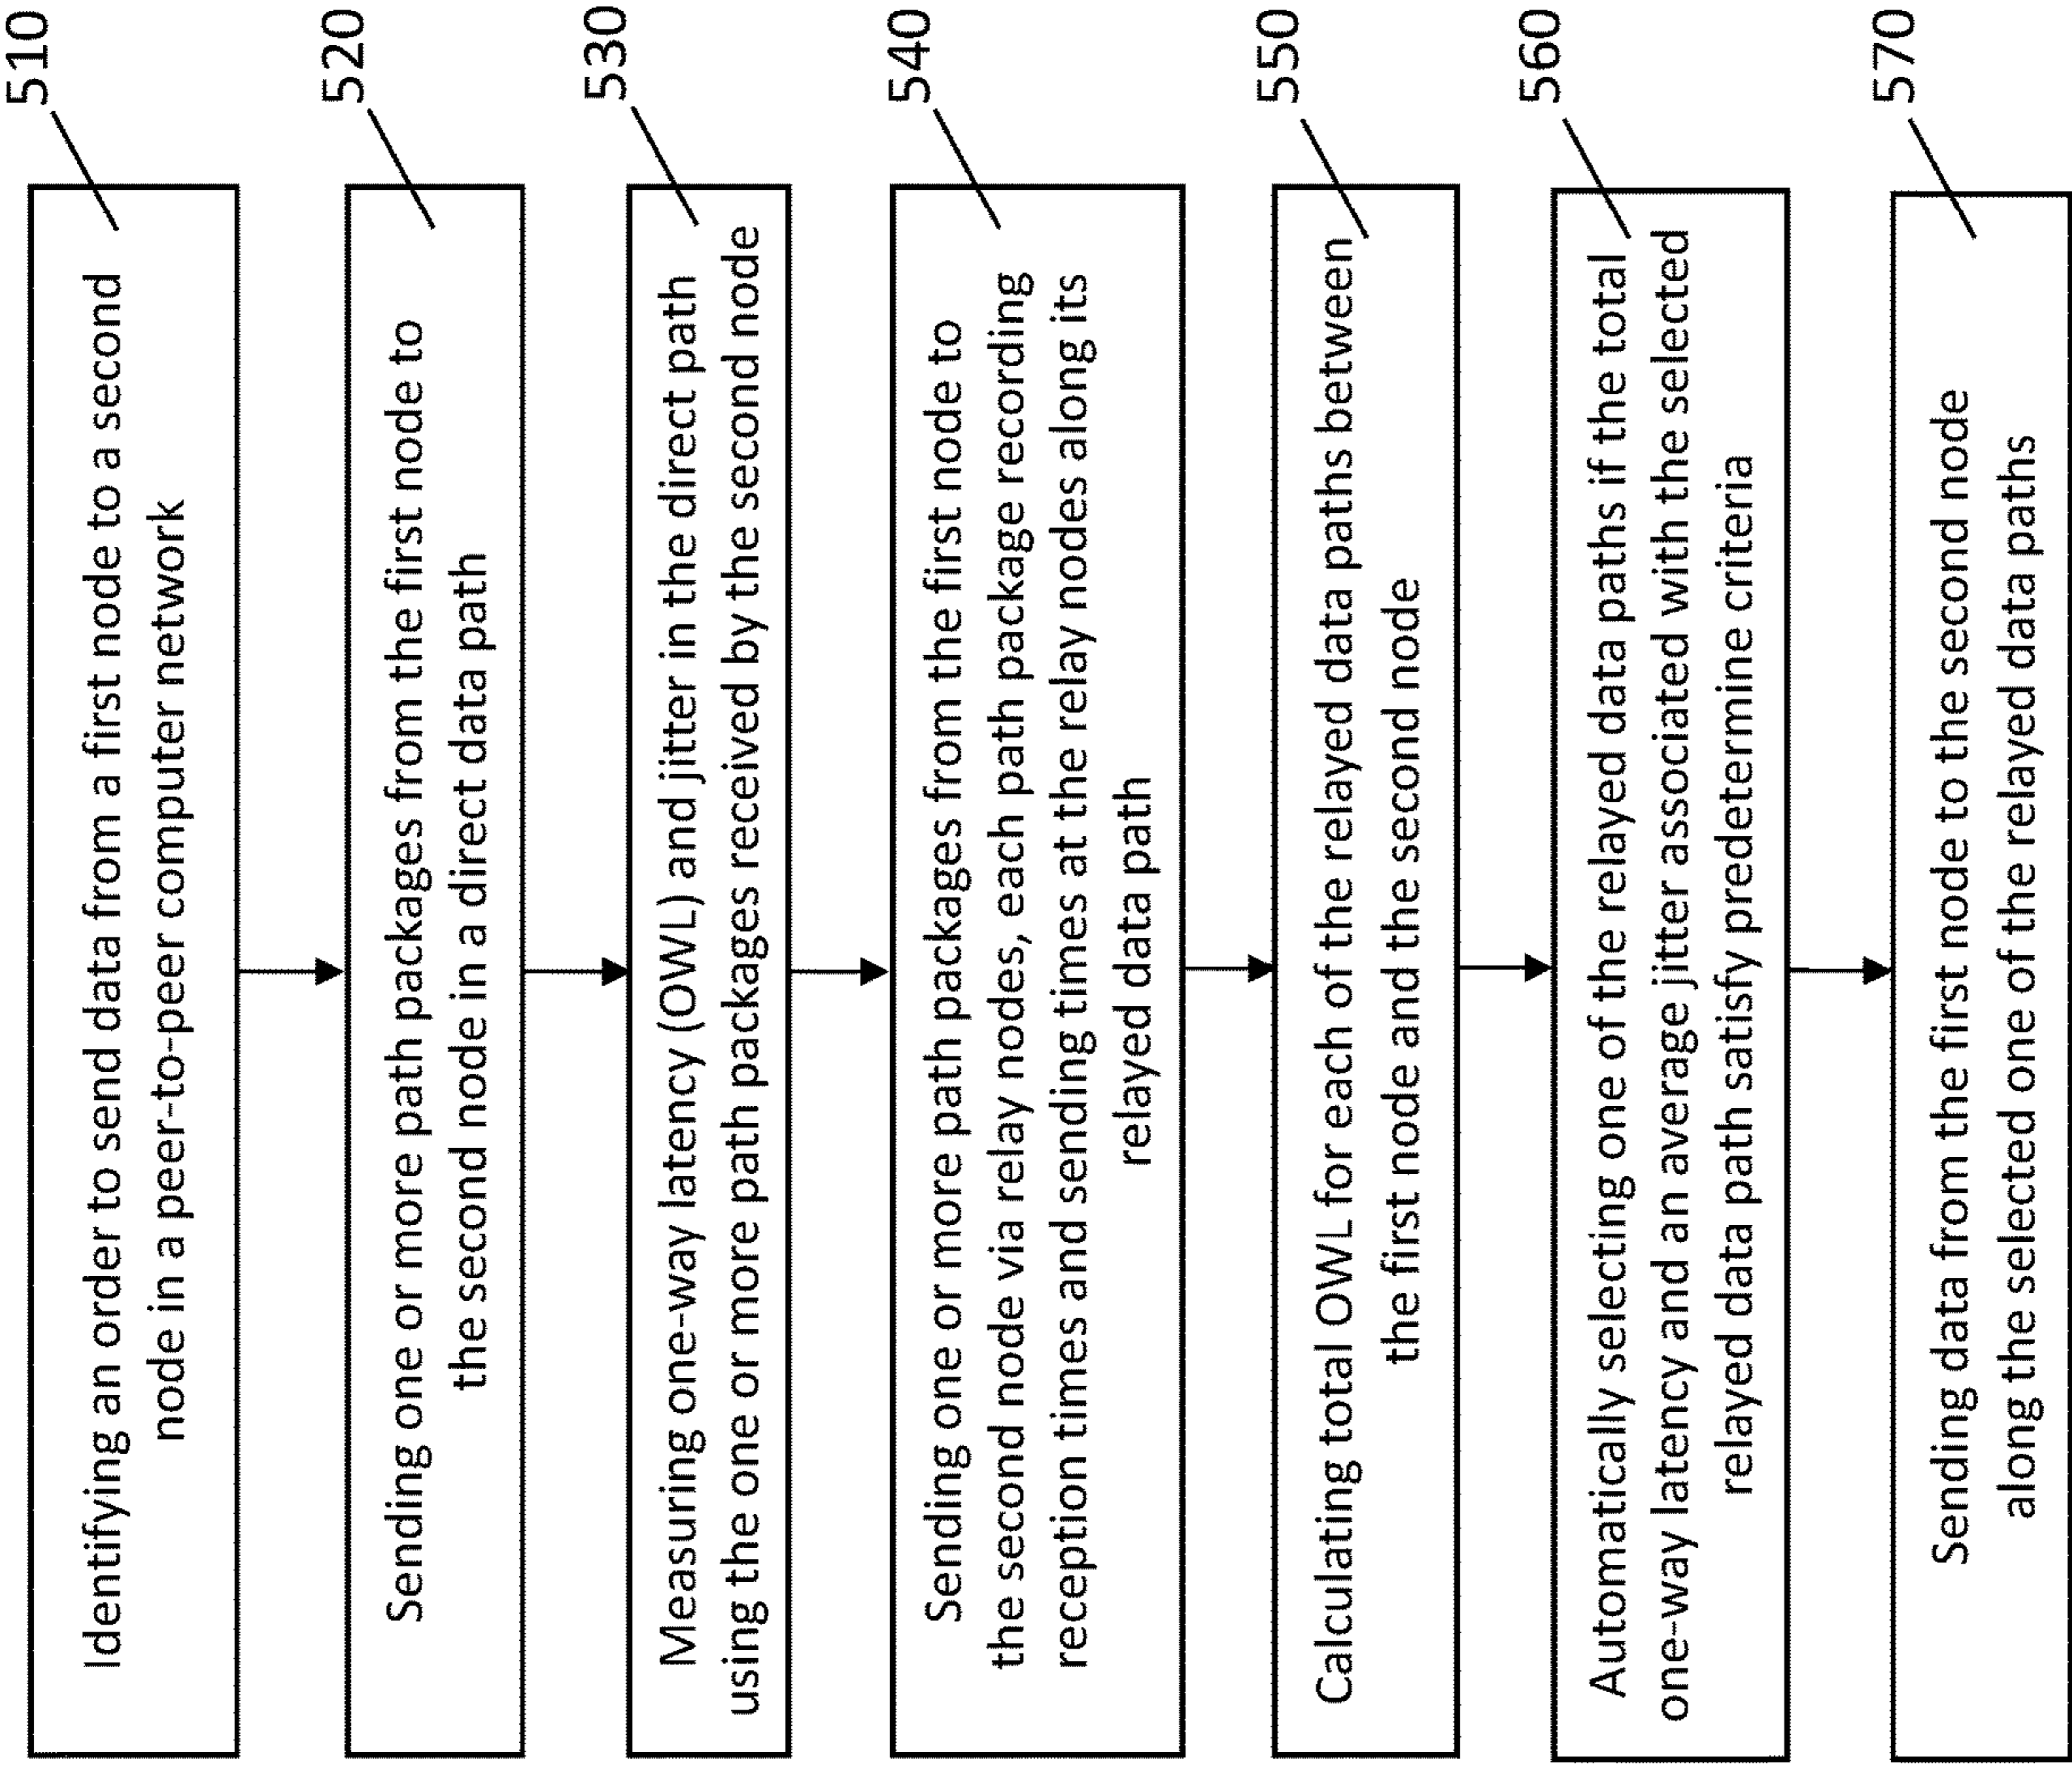 510
Identifying an order to send data from a first node to a second
node in a peer-to-peer computer network
520
Sending one or more path packages from the first node to
the second node in a direct data path
530
Measuring one-way latency (OWL) and jitter in the direct path
using the one or more path packages received by the second node
540
Sending one or more path packages from the first node to
the second node via relay nodes, each path package recording
reception times and sending times at the relay nodes along its
relayed data path
550
Calculating total OWL for each of the relayed data paths between
the first node and the second node
560
Automatically selecting one of the relayed data paths if the total
one-way latency and an average jitter associated with the selected
relayed data path satisfy predetermine criteria
570
Sending data from the first node to the second node
along the selected one of the relayed data paths